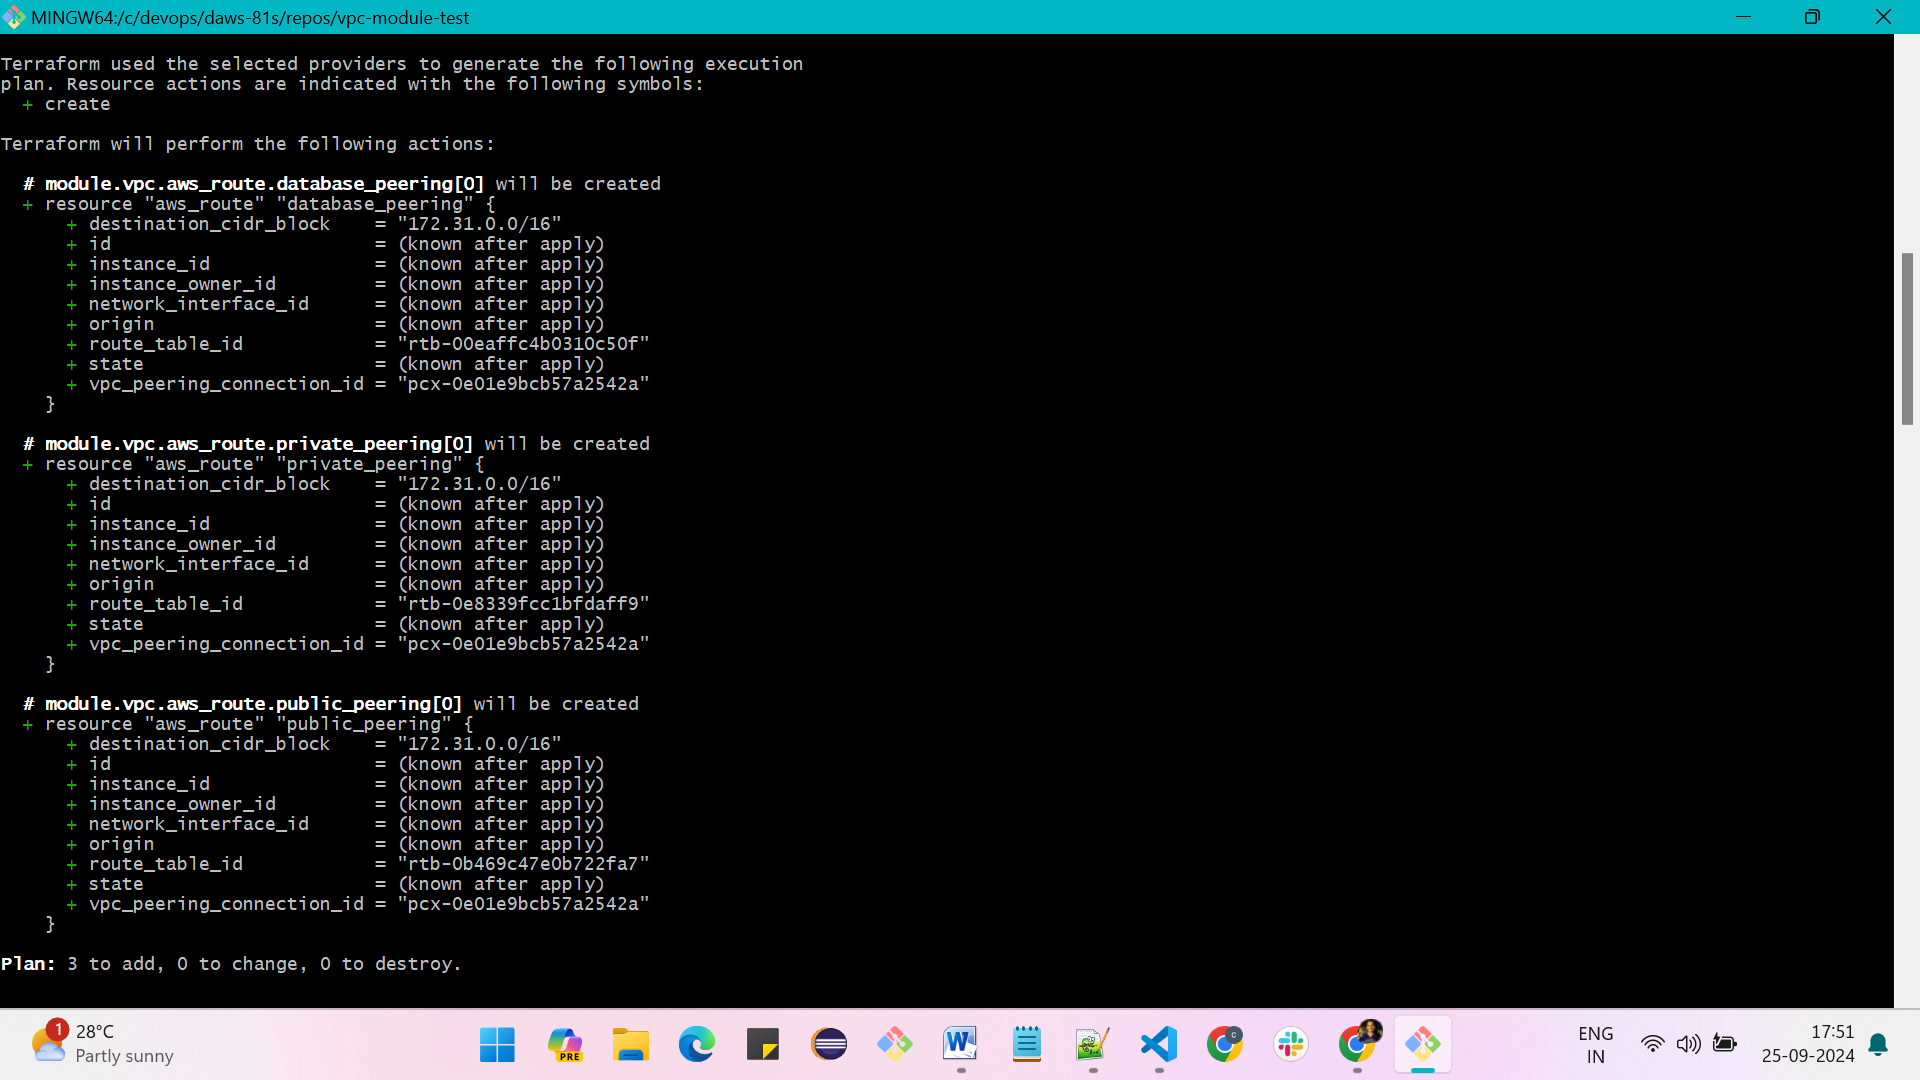 MINGW64:/c/devops/daws-81s/repos/vpc-module-test
Terraform used the selected providers to generate the following execution
plan. Resource actions are indicated with the following symbols:
  + create
Terraform will perform the following actions:
  # module.vpc.aws_route.database_peering[0] will be created
  + resource "aws_route" "database_peering" {
      + destination_cidr_block    = "172.31.0.0/16"
      + id                        = (known after apply)
      + instance_id               = (known after apply)
      + instance_owner_id         = (known after apply)
      + network_interface_id      = (known after apply)
      + origin                    = (known after apply)
      + route_table_id            = "rtb-00eaffc4b0310c50f"
      + state                     = (known after apply)
      + vpc_peering_connection_id = "pcx-0e01e9bcb57a2542a"
    }
  # module.vpc.aws_route.private_peering[0] will be created
  + resource "aws_route" "private_peering" {
      + destination_cidr_block    = "172.31.0.0/16"
      + id                        = (known after apply)
      + instance_id               = (known after apply)
      + instance_owner_id         = (known after apply)
      + network_interface_id      = (known after apply)
      + origin                    = (known after apply)
      + route_table_id            = "rtb-0e8339fcc1bfdaff9"
      + state                     = (known after apply)
      + vpc_peering_connection_id = "pcx-0e01e9bcb57a2542a"
    }
  # module.vpc.aws_route.public_peering[0] will be created
  + resource "aws_route" "public_peering" {
      + destination_cidr_block    = "172.31.0.0/16"
      + id                        = (known after apply)
      + instance_id               = (known after apply)
      + instance_owner_id         = (known after apply)
      + network_interface_id      = (known after apply)
      + origin                    = (known after apply)
      + route_table_id            = "rtb-0b469c47e0b722fa7"
      + state                     = (known after apply)
      + vpc_peering_connection_id = "pcx-0e01e9bcb57a2542a"
    }
Plan: 3 to add, 0 to change, 0 to destroy.
1
28°C
Partly sunny
PRE
W
C
ENG
IN
17:51
25-09-2024